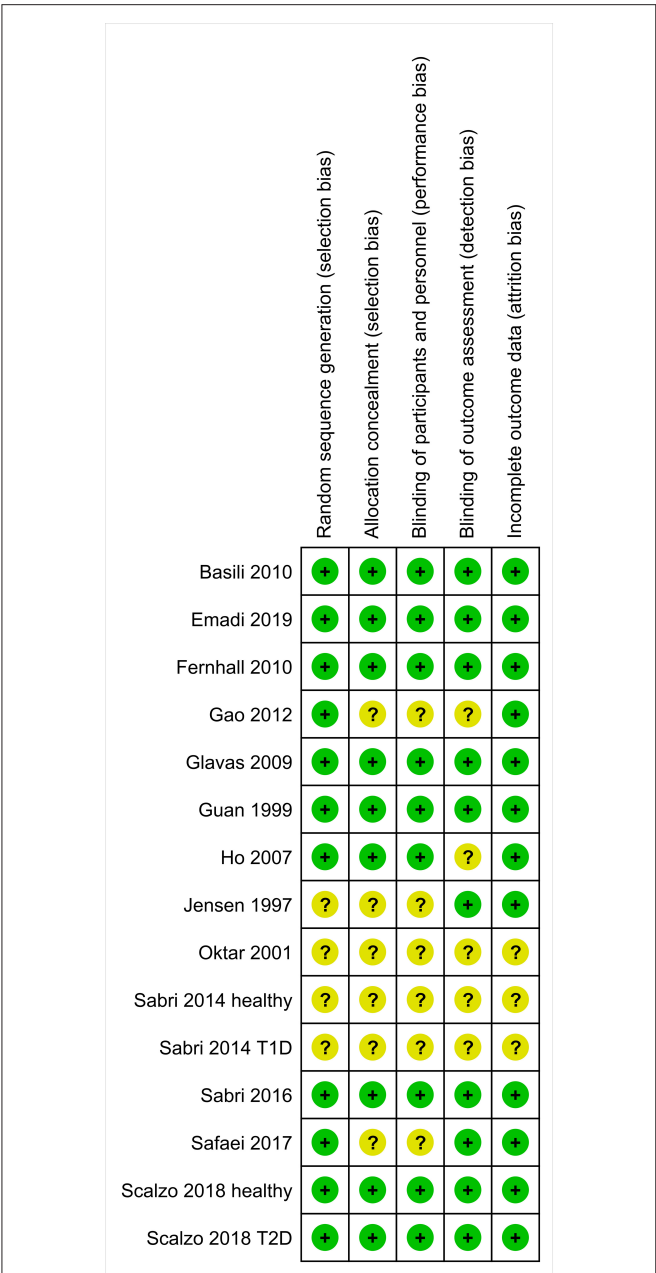 Random sequence generation (selection bias)
Allocation concealment (selection bias)
Blinding of participants and personnel (performance bias)
Blinding of outcome assessment (detection bias)
Incomplete outcome data (attrition bias)
Basili 2010 + + + + +
Emadi 2019 + + + + +
Fernhall 2010 + + + + +
Gao 2012 + ? ? ? +
Glavas 2009 + + + + +
Guan 1999 + + + + +
Ho 2007 + + + ? +
Jensen 1997 ? ? ? + +
Oktar 2001 ? ? ? ? ?
Sabri 2014 healthy ? ? ? ? ?
Sabri 2014 T1D ? ? ? ? ?
Sabri 2016 + + + + +
Safaei 2017 + ? ? + +
Scalzo 2018 healthy + + + + +
Scalzo 2018 T2D + + + + +